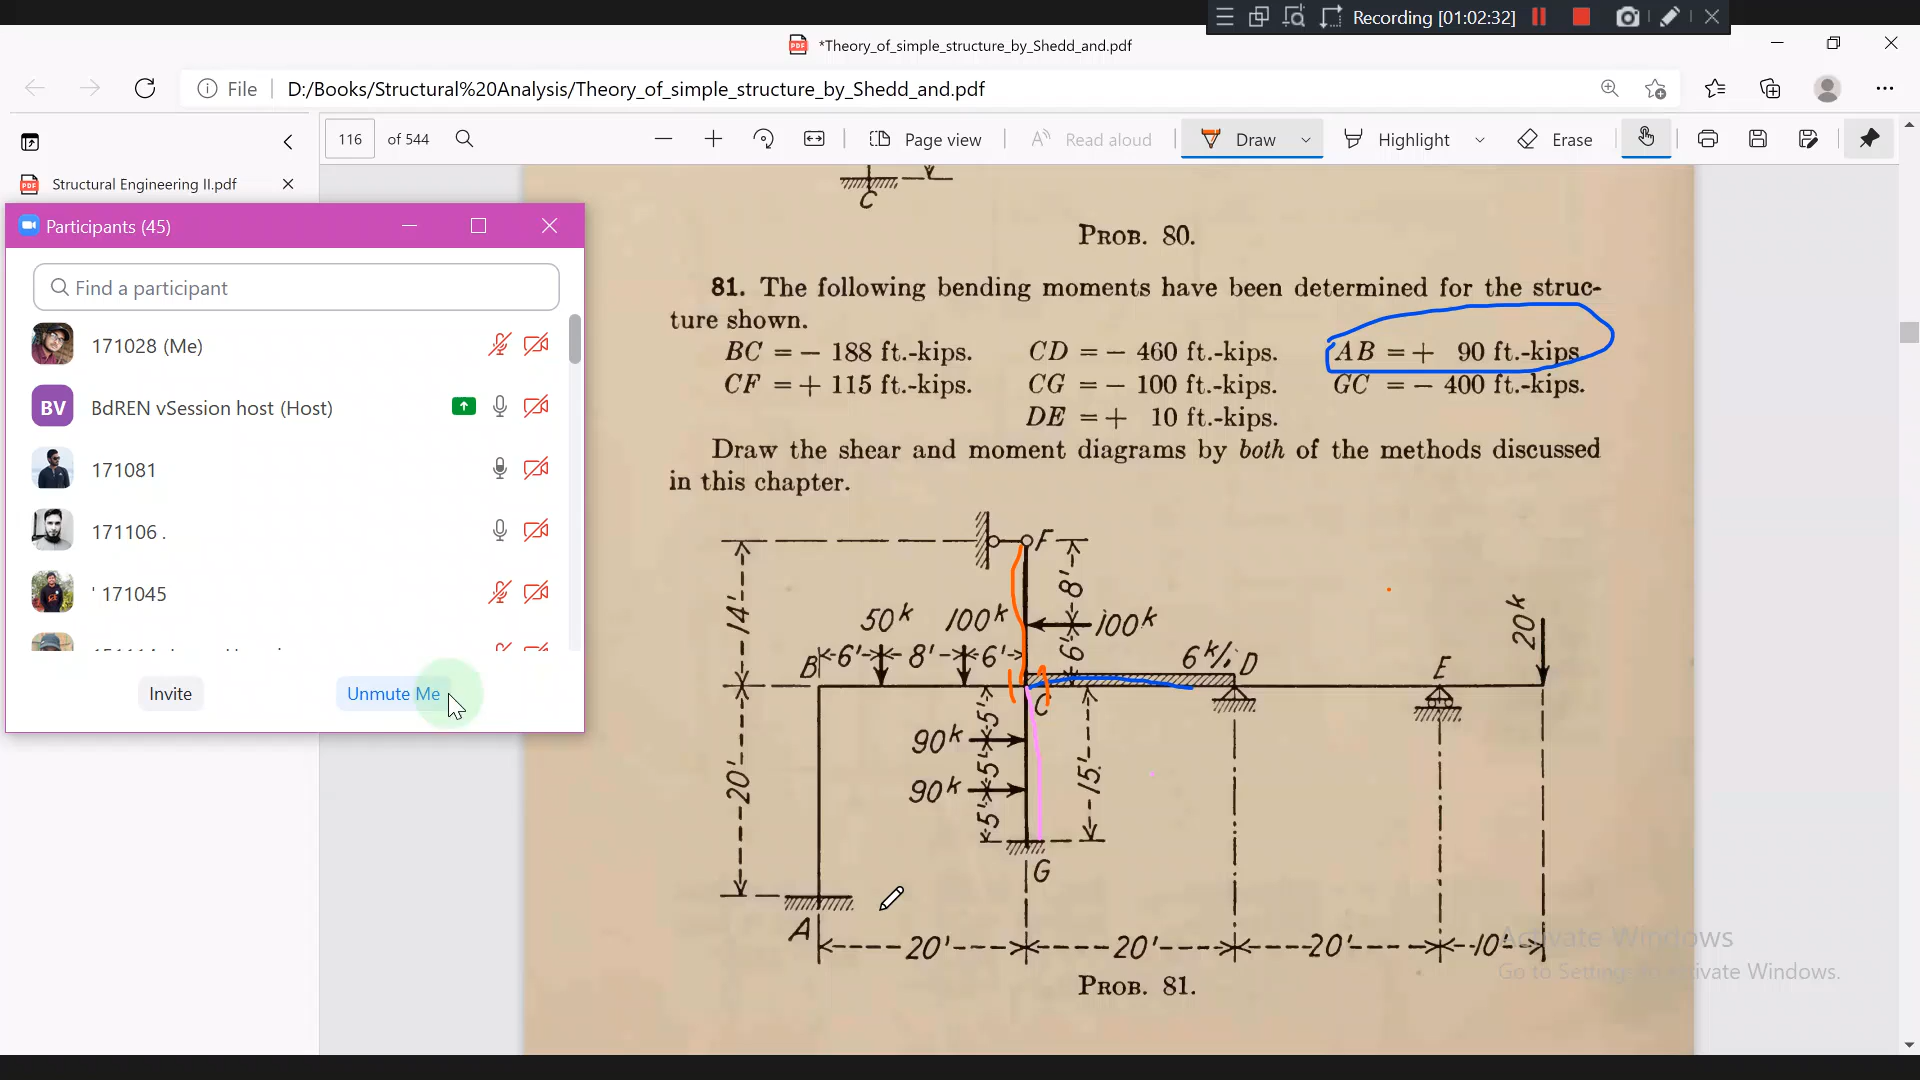 Recording [01:02:32]
*Theory_of_simple_structure_by_Shedd_and.pdf
File
D:/Books/Structural%20Analysis/Theory_of_simple_structure_by_Shedd_and.pdf
116 of 544
Page view
Read aloud
Draw
Highlight
Erase
Structural Engineering II.pdf
Participants (45)
Find a participant
171028 (Me)
BV BdREN vSession host (Host)
171081
171106 .
' 171045
Invite
Unmute Me
C
PROB. 80.
81. The following bending moments have been determined for the struc-
ture shown.
BC = − 188 ft.-kips. CD = − 460 ft.-kips. AB = + 90 ft.-kips.
CF = + 115 ft.-kips. CG = − 100 ft.-kips. GC = − 400 ft.-kips.
DE = + 10 ft.-kips.
Draw the shear and moment diagrams by both of the methods discussed
in this chapter.
F
14'
8'
50k 100k 100k
20k
B 6' 8' 6' 6' 6k/' D E
C
5'
90k
20' 5' 15'
90k
5'
G
A
20' 20' 20' 10'
PROB. 81.
Activate Windows
Go to Settings to activate Windows.